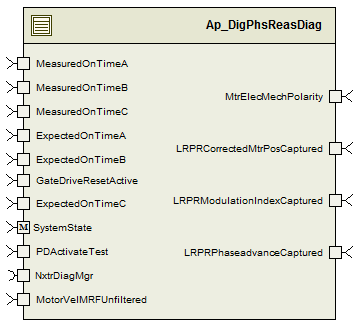 Ap_DigPhsReasDiag
MeasuredOnTimeA
MeasuredOnTimeB
MeasuredOnTimeC
ExpectedOnTimeA
ExpectedOnTimeB
GateDriveResetActive
ExpectedOnTimeC
M SystemState
PDActivateTest
NxtrDiagMgr
MotorVelMRFUnfiltered
MtrElecMechPolarity
LRPRCorrectedMtrPosCaptured
LRPRModulationIndexCaptured
LRPRPhaseadvanceCaptured